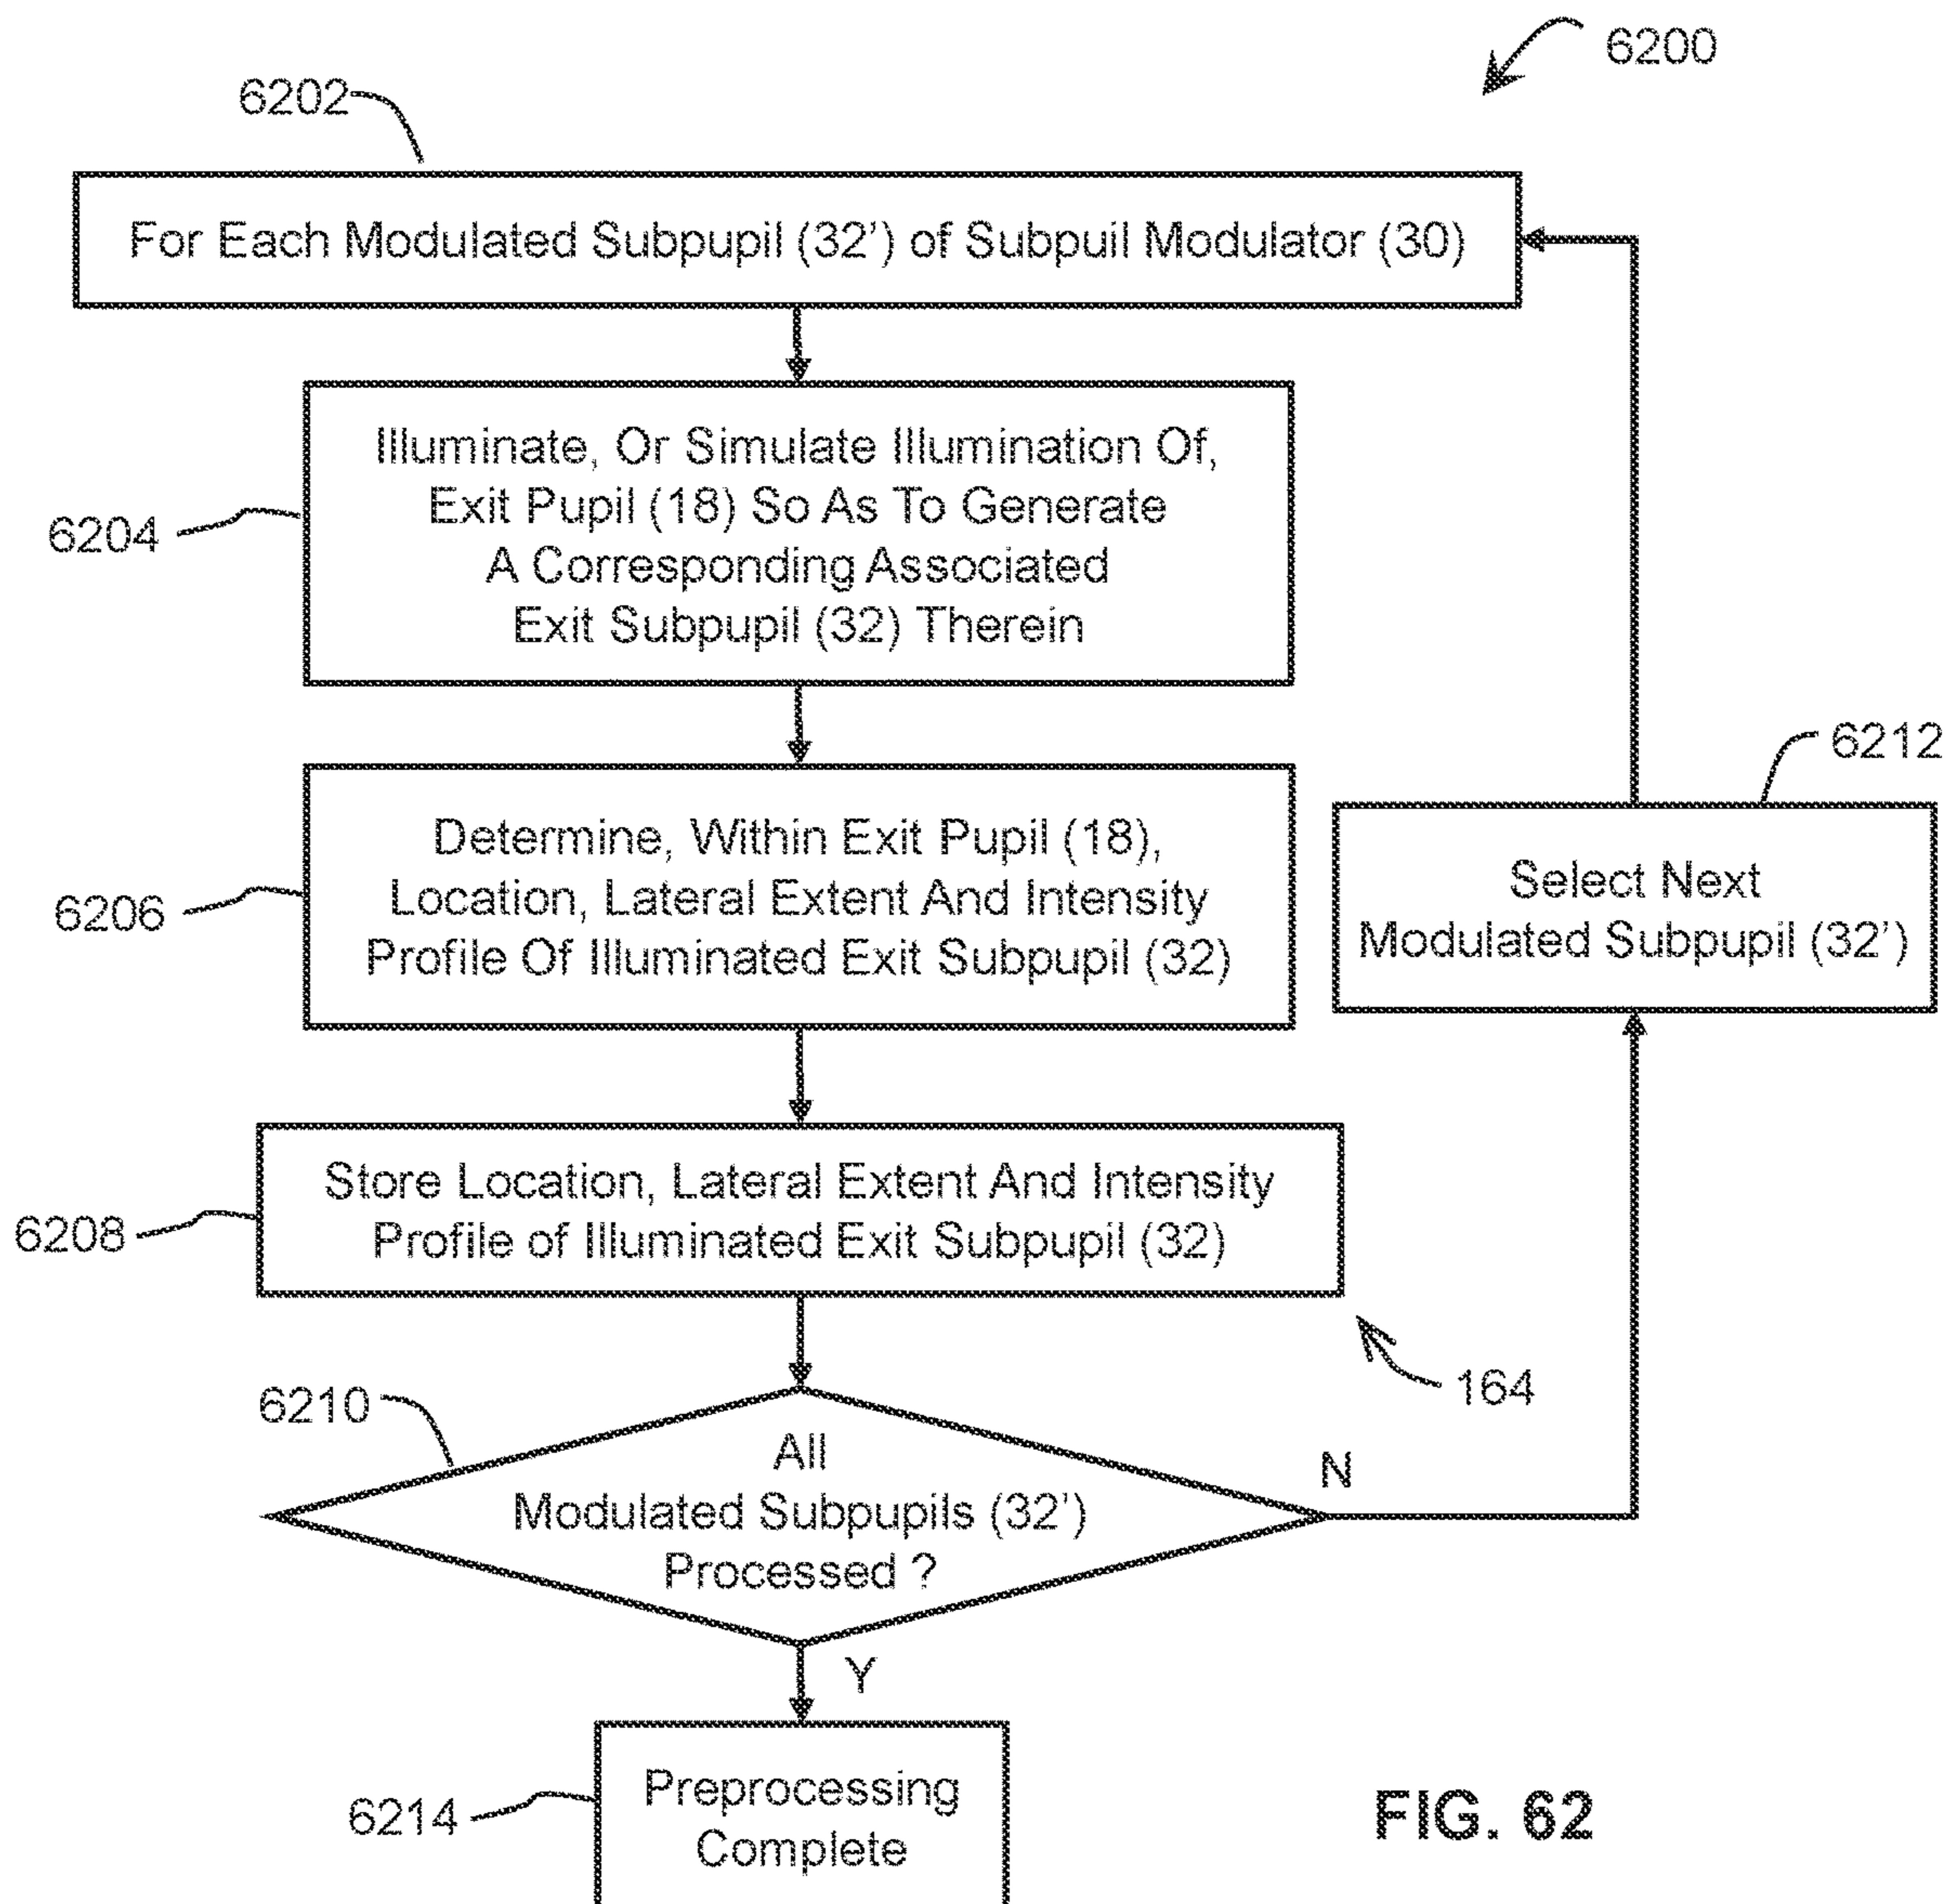 6200
6202
For Each Modulated Subpupil (32') of Subpuil Modulator (30)
Illuminate, Or Simulate Illumination Of,
Exit Pupil (18) So As To Generate
A Corresponding Associated
Exit Subpupil (32) Therein
6204
6212
Determine, Within Exit Pupil (18),
Location, Lateral Extent And Intensity
Profile Of Illuminated Exit Subpupil (32)
6206
Select Next
Modulated Subpupil (32')
Store Location, Lateral Extent And Intensity
Profile of Illuminated Exit Subpupil (32)
6208
164
6210
All
Modulated Subpupils (32')
Processed ?
N
Y
Preprocessing
Complete
6214
FIG. 62